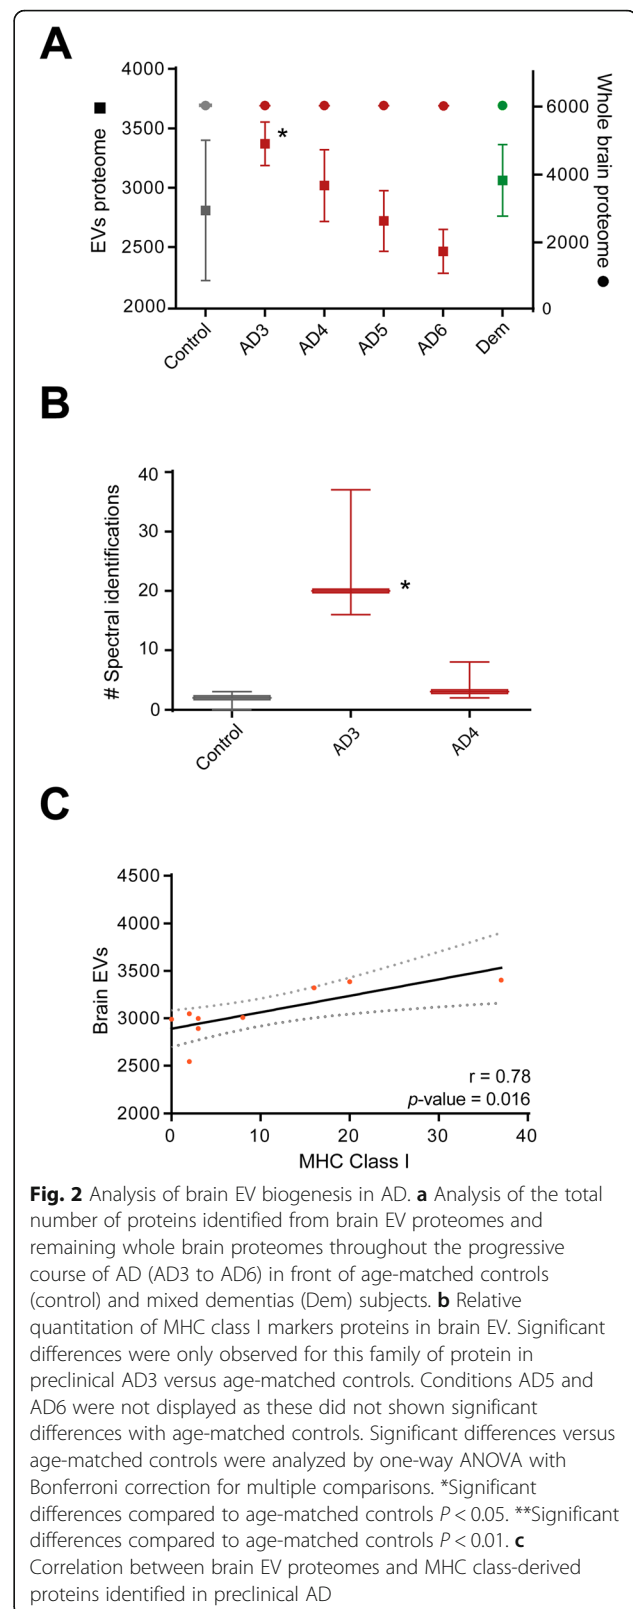 A
EVs proteome
Whole brain proteome
4000
3500
3000
2500
2000
6000
4000
2000
0
*
Control
AD3
AD4
AD5
AD6
Dem
B
# Spectral identifications
40
30
20
10
0
*
Control
AD3
AD4
C
Brain EVs
4500
4000
3500
3000
2500
2000
r = 0.78
p-value = 0.016
0 10 20 30 40
MHC Class I
Fig. 2 Analysis of brain EV biogenesis in AD. a Analysis of the total
number of proteins identified from brain EV proteomes and
remaining whole brain proteomes throughout the progressive
course of AD (AD3 to AD6) in front of age-matched controls
(control) and mixed dementias (Dem) subjects. b Relative
quantitation of MHC class I markers proteins in brain EV. Significant
differences were only observed for this family of protein in
preclinical AD3 versus age-matched controls. Conditions AD5 and
AD6 were not displayed as these did not shown significant
differences with age-matched controls. Significant differences versus
age-matched controls were analyzed by one-way ANOVA with
Bonferroni correction for multiple comparisons. *Significant
differences compared to age-matched controls P < 0.05. **Significant
differences compared to age-matched controls P < 0.01. c
Correlation between brain EV proteomes and MHC class-derived
proteins identified in preclinical AD